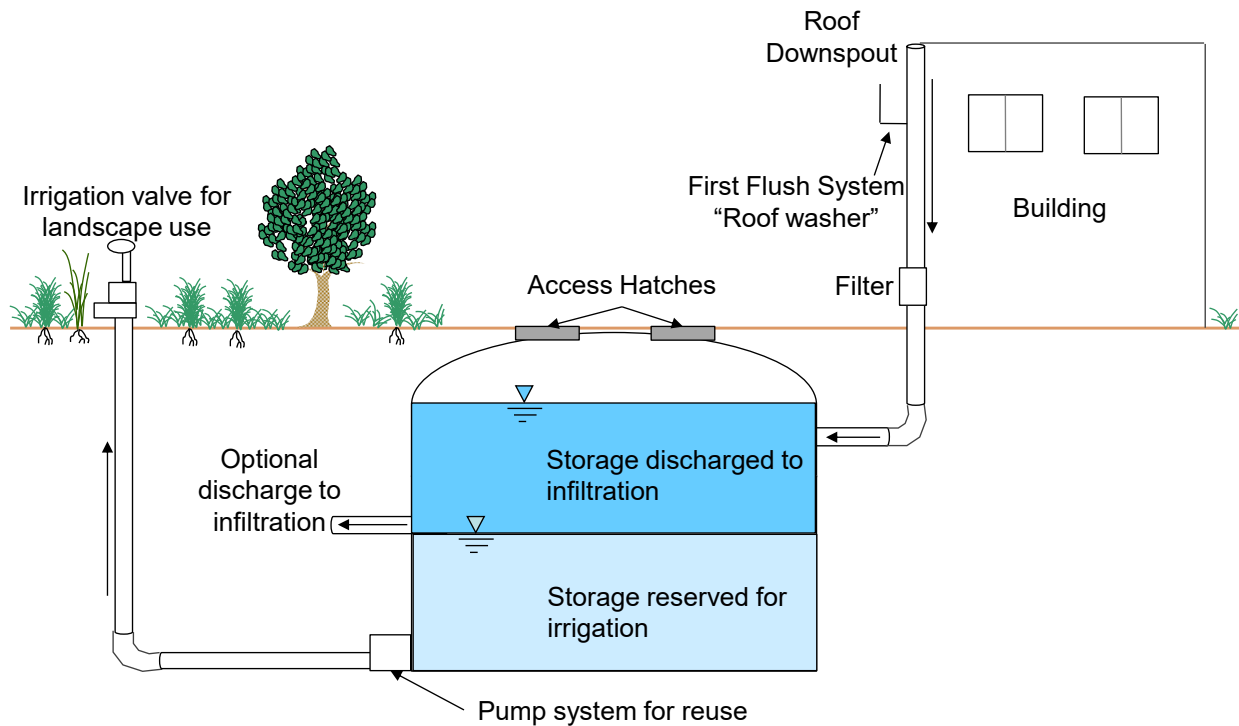 Roof
Downspout
First Flush System
“Roof washer”
Building
Irrigation valve for
landscape use
Access Hatches
Filter
Optional
discharge to
infiltration
Storage discharged to
infiltration
Storage reserved for
irrigation
Pump system for reuse